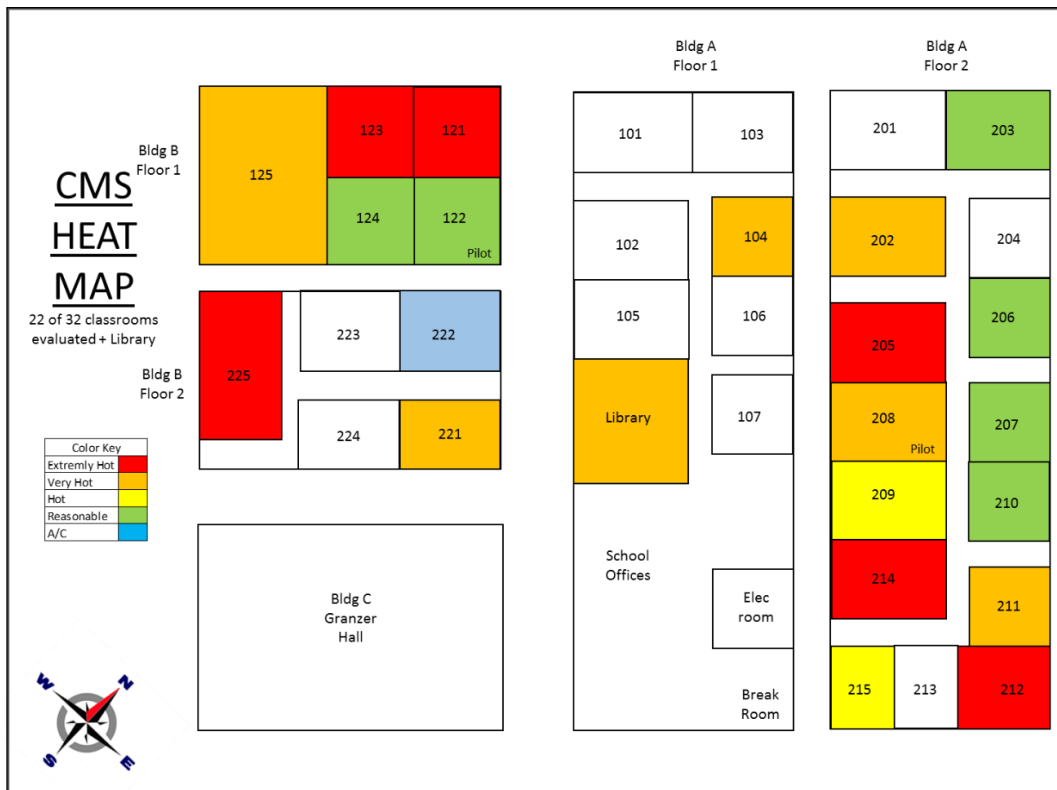 Bldg A
Floor 1
Bldg A
Floor 2
CMS
HEAT
MAP
22 of 32 classrooms
evaluated + Library
Bldg B
Floor 1
125
123
121
124
122
Pilot
Bldg B
Floor 2
225
223
222
224
221
Color Key
Extremly Hot
Very Hot
Hot
Reasonable
A/C
Bldg C
Granzer
Hall
W
N
S
E
101
103
102
104
105
106
Library
107
School
Offices
Elec
room
Break
Room
201
203
202
204
205
206
208
Pilot
207
209
210
214
211
215
213
212